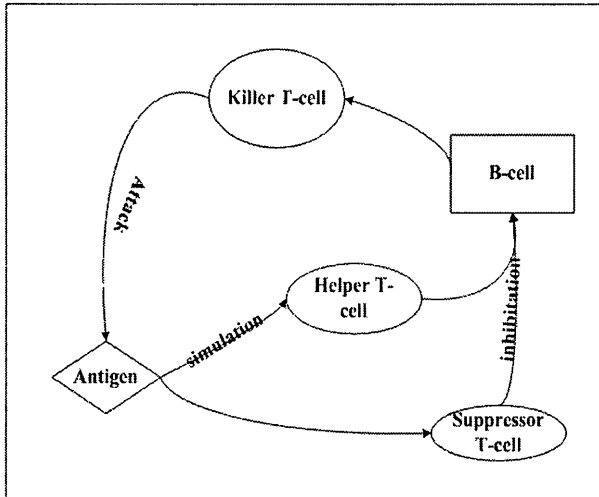 Killer T-cell
B-cell
Attack
Helper T-
cell
simulation
inhibitation
Antigen
Suppressor
T-cell